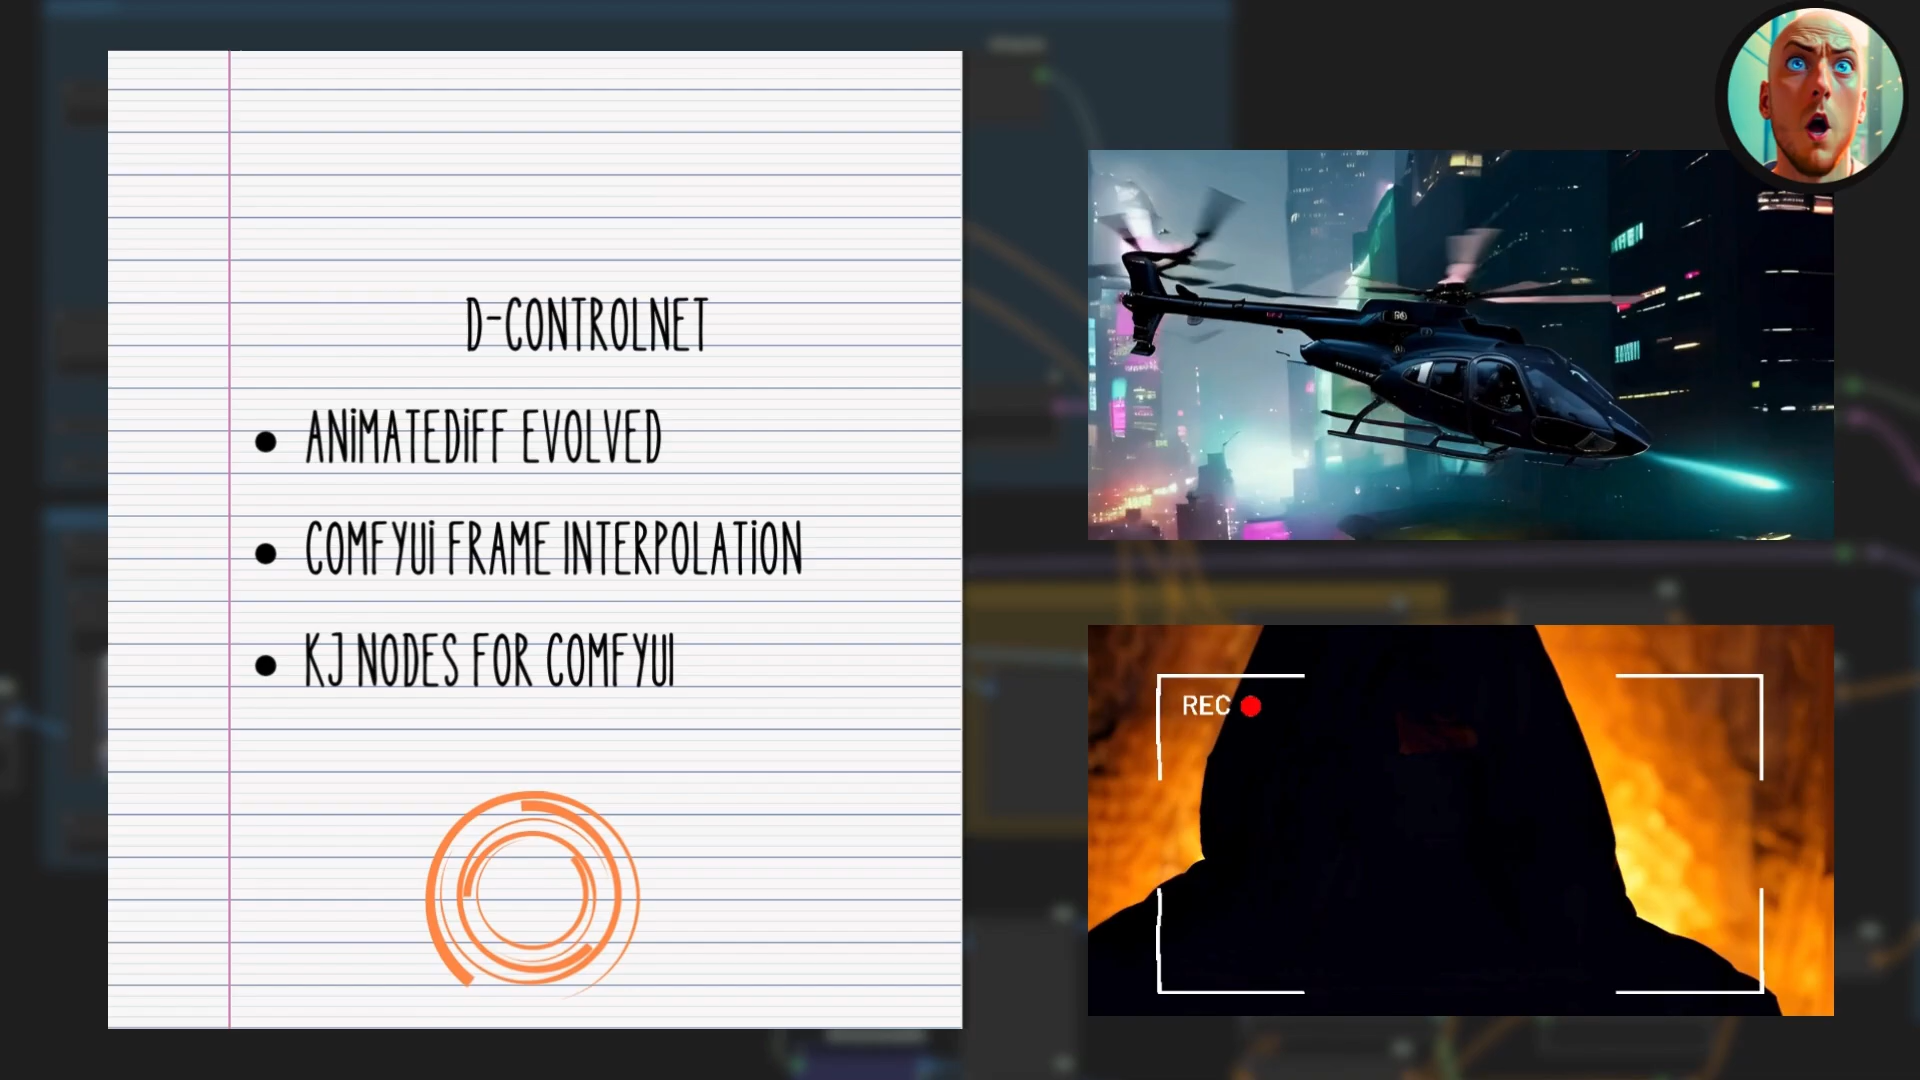 D-CONTROLNET
• ANIMATEDIFF EVOLVED
• COMFYUI FRAME INTERPOLATION
• KJ NODES FOR COMFYUI
REC